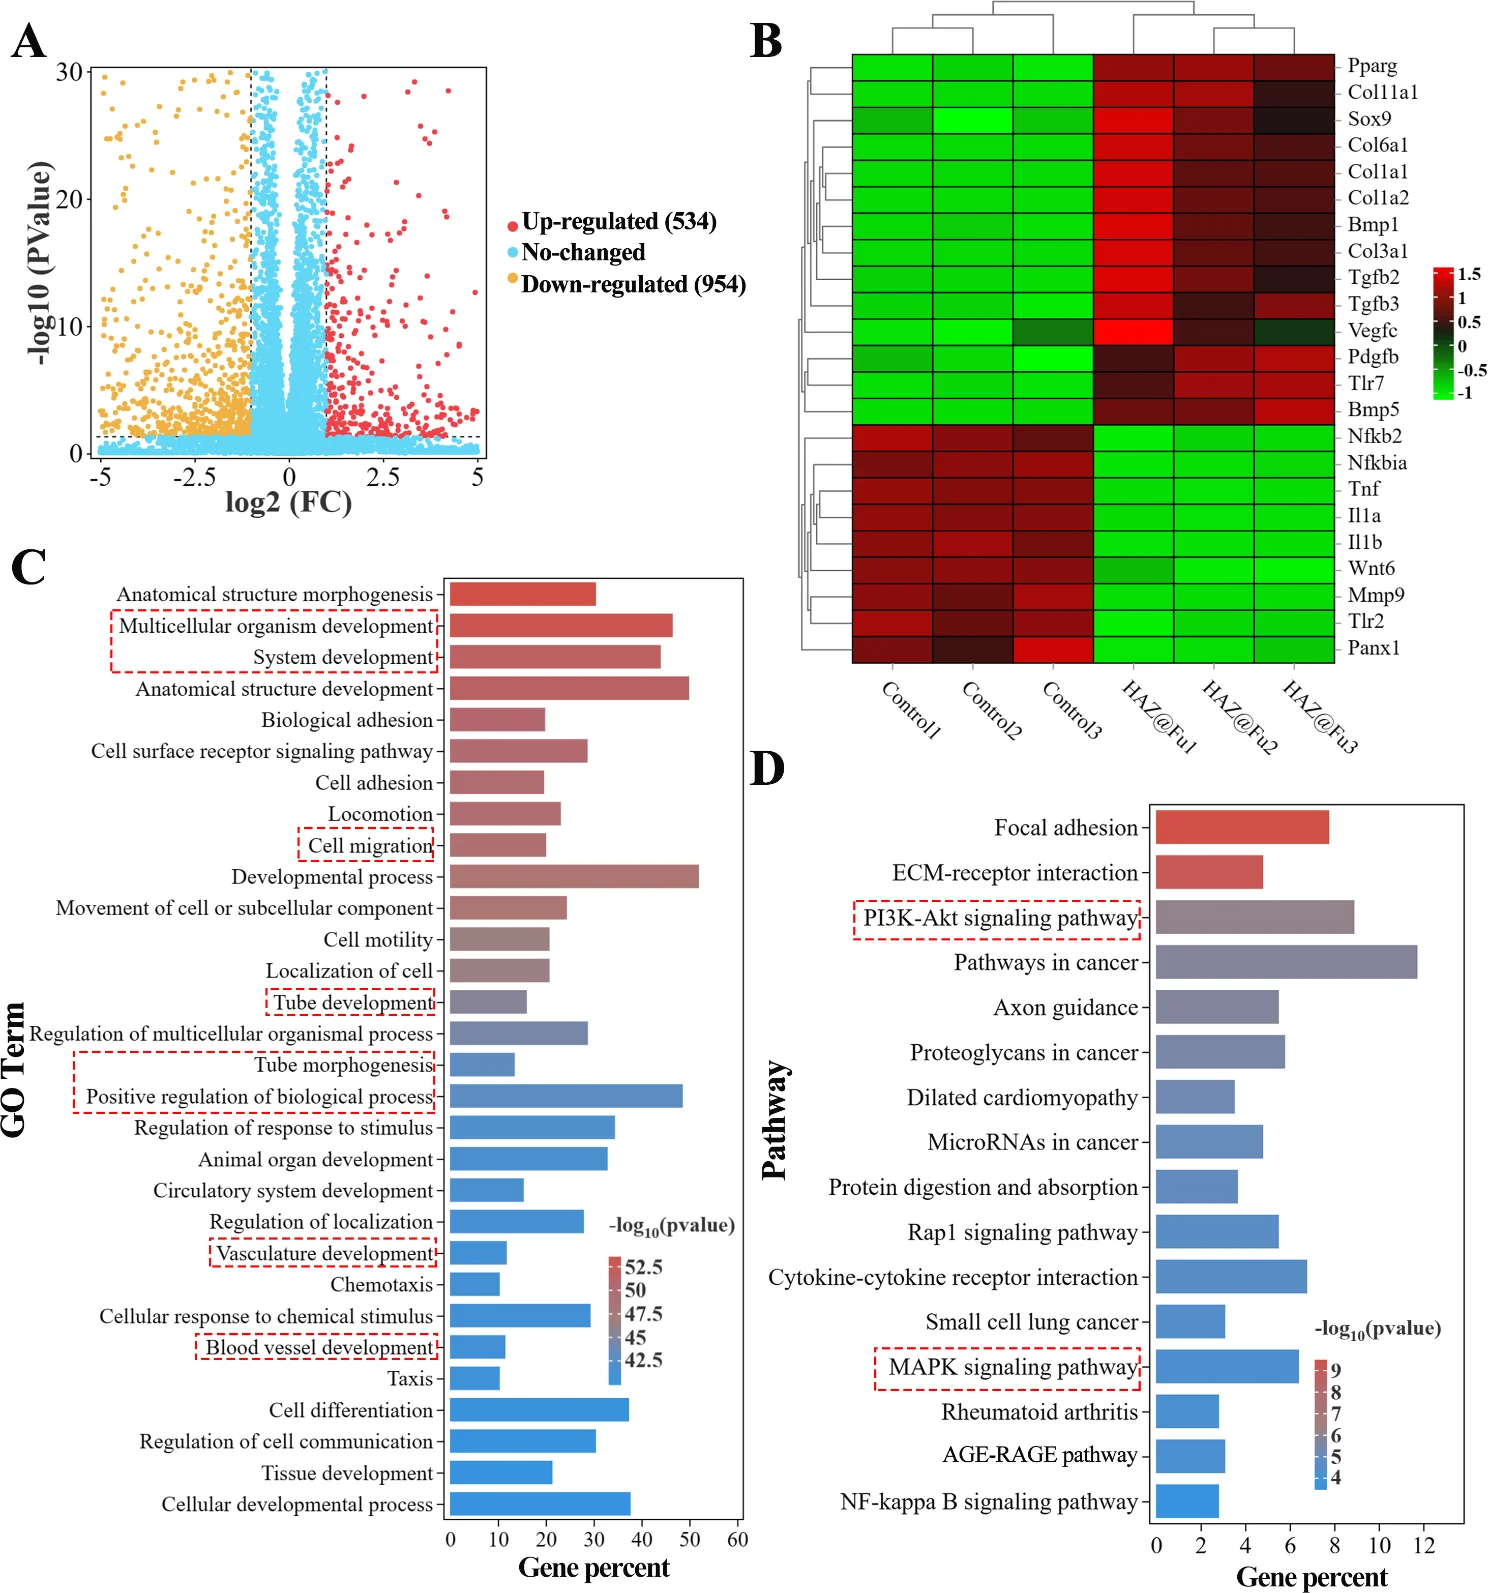 A
30
20
10
0
-5
-2.5
0
2.5
5
-log10 (PValue)
log2 (FC)
Up-regulated (534)
No-changed
Down-regulated (954)
B
Pparg
Col11a1
Sox9
Col6a1
Col1a1
Col1a2
Bmp1
Col3a1
Tgfb2
Tgfb3
Vegfc
Pdgfb
Tlr7
Bmp5
Nfkb2
Nfkbia
Tnf
Il1a
Il1b
Wnt6
Mmp9
Tlr2
Panx1
Control1
Control2
Control3
HAZ@Fu1
HAZ@Fu2
HAZ@Fu3
1.5
1
0.5
0
-0.5
-1
C
GO Term
Anatomical structure morphogenesis
Multicellular organism development
System development
Anatomical structure development
Biological adhesion
Cell surface receptor signaling pathway
Cell adhesion
Locomotion
Cell migration
Developmental process
Movement of cell or subcellular component
Cell motility
Localization of cell
Tube development
Regulation of multicellular organismal process
Tube morphogenesis
Positive regulation of biological process
Regulation of response to stimulus
Animal organ development
Circulatory system development
Regulation of localization
Vasculature development
Chemotaxis
Cellular response to chemical stimulus
Blood vessel development
Taxis
Cell differentiation
Regulation of cell communication
Tissue development
Cellular developmental process
0
10
20
30
40
50
60
Gene percent
-log10(pvalue)
52.5
50
47.5
45
42.5
D
Pathway
Focal adhesion
ECM-receptor interaction
PI3K-Akt signaling pathway
Pathways in cancer
Axon guidance
Proteoglycans in cancer
Dilated cardiomyopathy
MicroRNAs in cancer
Protein digestion and absorption
Rap1 signaling pathway
Cytokine-cytokine receptor interaction
Small cell lung cancer
MAPK signaling pathway
Rheumatoid arthritis
AGE-RAGE pathway
NF-kappa B signaling pathway
0
2
4
6
8
10
12
Gene percent
-log10(pvalue)
9
8
7
6
5
4